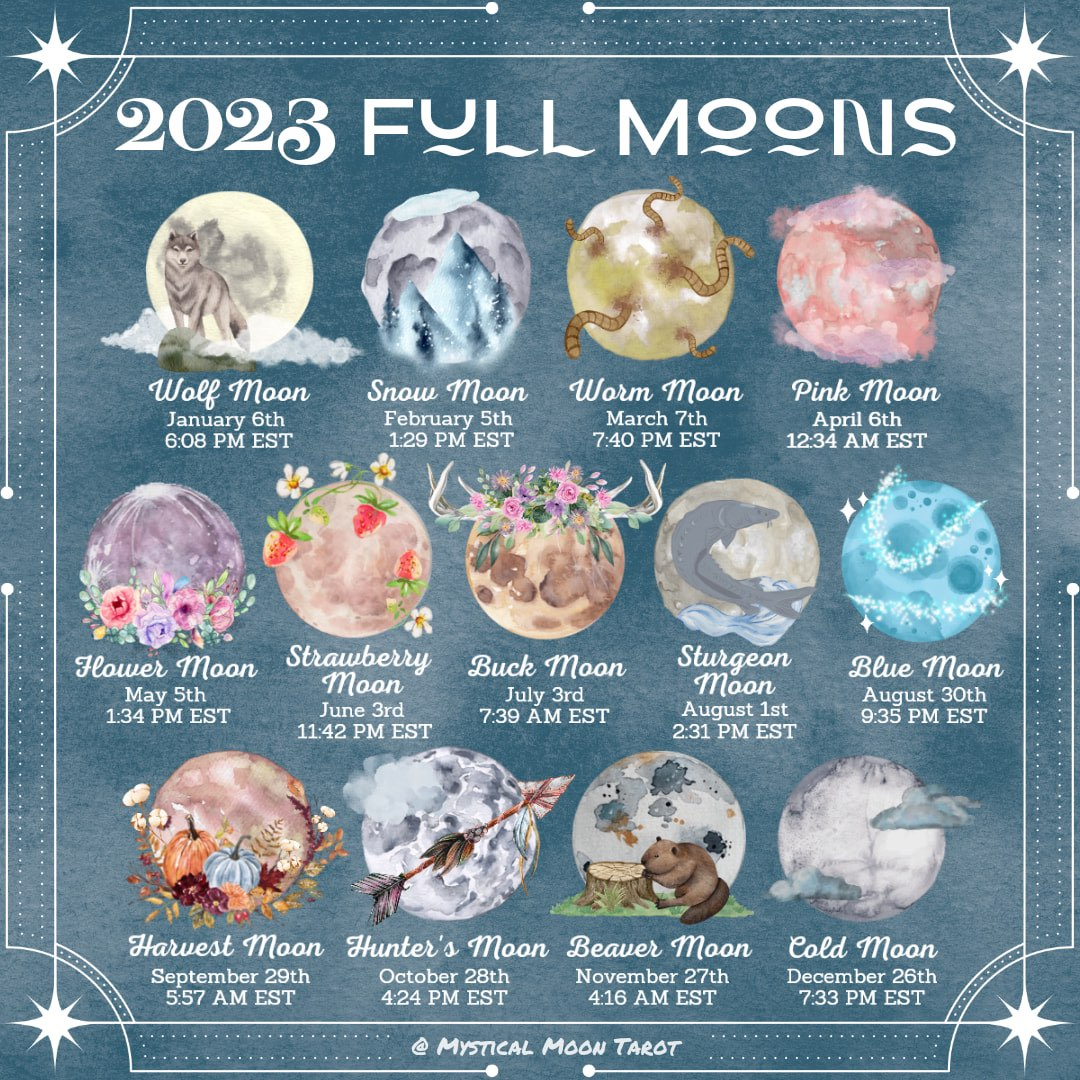 2023 FULL MOONS
Wolf Moon
January 6th
6:08 PM EST
Snow Moon
February 5th
1:29 PM EST
Worm Moon
March 7th
7:40 PM EST
Pink Moon
April 6th
12:34 AM EST
Flower Moon
May 5th
1:34 PM EST
Strawberry
Moon
June 3rd
11:42 PM EST
Buck Moon
July 3rd
7:39 AM EST
Sturgeon
Moon
August 1st
2:31 PM EST
Blue Moon
August 30th
9:35 PM EST
Harvest Moon
September 29th
5:57 AM EST
Hunter's Moon
October 28th
4:24 PM EST
Beaver Moon
November 27th
4:16 AM EST
Cold Moon
December 26th
7:33 PM EST
@ Mystical Moon Tarot